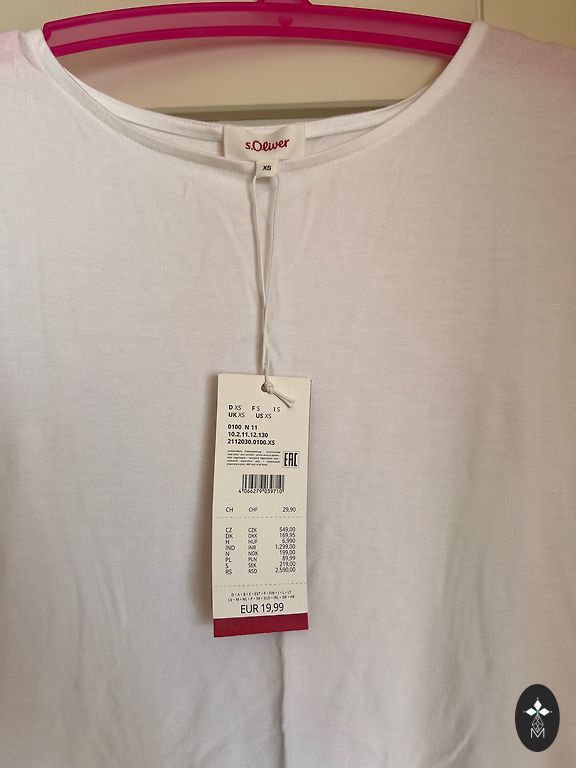 s.Oliver
XS
D XS F S I S
UK XS US XS
0100 N 11
10.2.11.12.130
2112030.0100.XS
EAC
4 066279 039710
CH CHF 29,90
CZ CZK 549,00
DK DKK 169,95
H HUF 6.990
IND INR 1.299,00
N NOK 199,00
PL PLN 89,99
S SEK 219,00
RS RSD 2.590,00
EUR 19,99